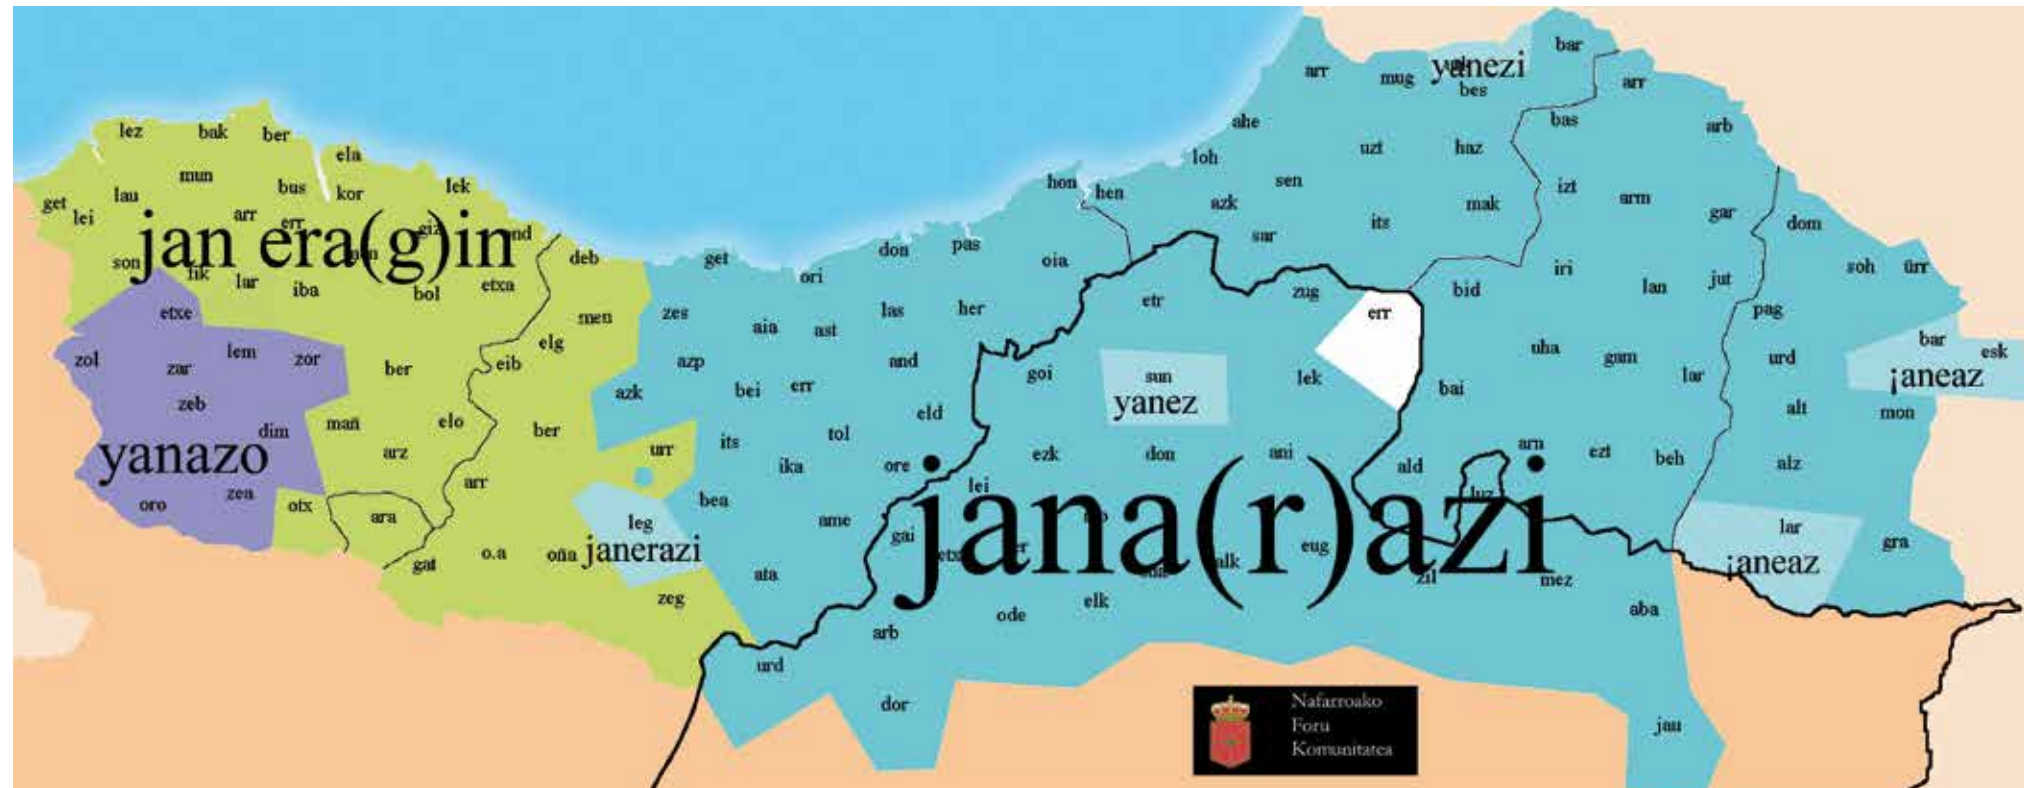 bar
yanezi
arr
mug
bes
arr
lez
bak
ber
ahe
bas
arb
ela
uzt
haz
loh
mun
bus
kor
lek
hon
hen
sen
izt
lau
get
lei
arr
err
azk
mak
arm
gar
jan era(g)in
sar
its
dom
son
deb
get
don
pas
oia
ori
iri
soh
ürr
lar
iba
bol
etxa
lan
jut
zug
bid
etxe
men
zes
aia
ast
las
her
etr
err
pag
zol
zar
lem
zor
ber
eib
elg
azp
and
goi
uha
gam
urd
bar
esk
zeb
azk
bei
err
sun
lek
bai
lar
¡aneaz
yanez
dim
mañ
elo
ber
eld
alt
mon
yanazo
arz
urr
its
tol
ezk
don
ani
arn
ezt
beh
ika
ore
ald
alz
oro
zea
otx
arr
lei
luz
ara
leg
bea
ame
jana(r)azi
lar
gat
o.a
oña
janerazi
gai
eug
gra
¡aneaz
zeg
ata
alk
zil
mez
ode
elk
aba
arb
urd
dor
jau
Nafarroako
Foru
Komunitatea